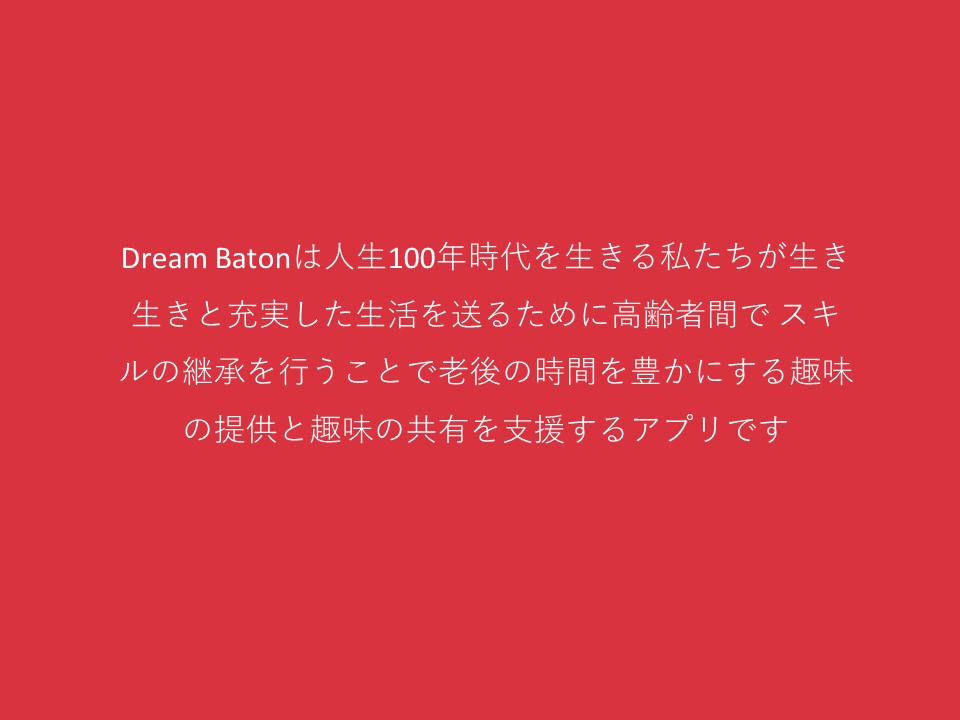 Dream Batonは人生100年時代を生きる私たちが生き
生きと充実した生活を送るために高齢者間で スキ
ルの継承を行うことで老後の時間を豊かにする趣味
の提供と趣味の共有を支援するアプリです